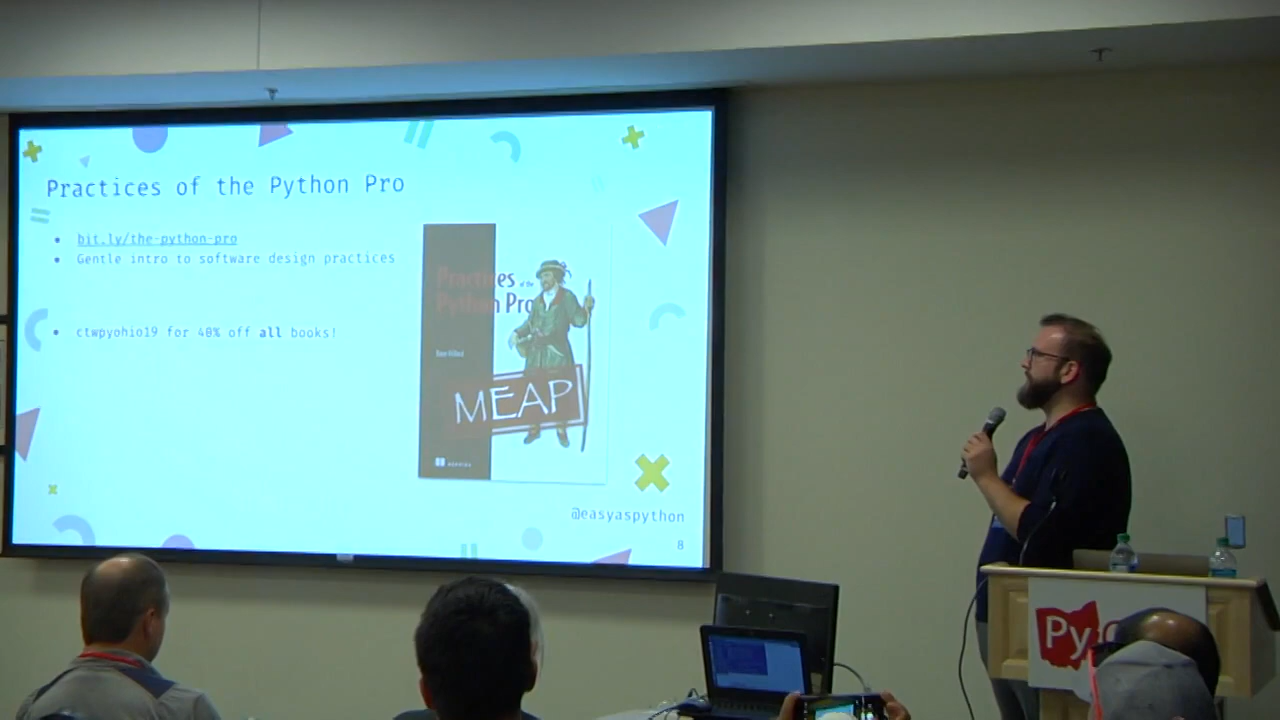 Practices of the Python Pro
bit.ly/the-python-pro
Gentle intro to software design practices
ctwpyohio19 for 40% off all books!
Practices of the
Python Pro
MEAP
MANNING
@easyaspython
8
Py